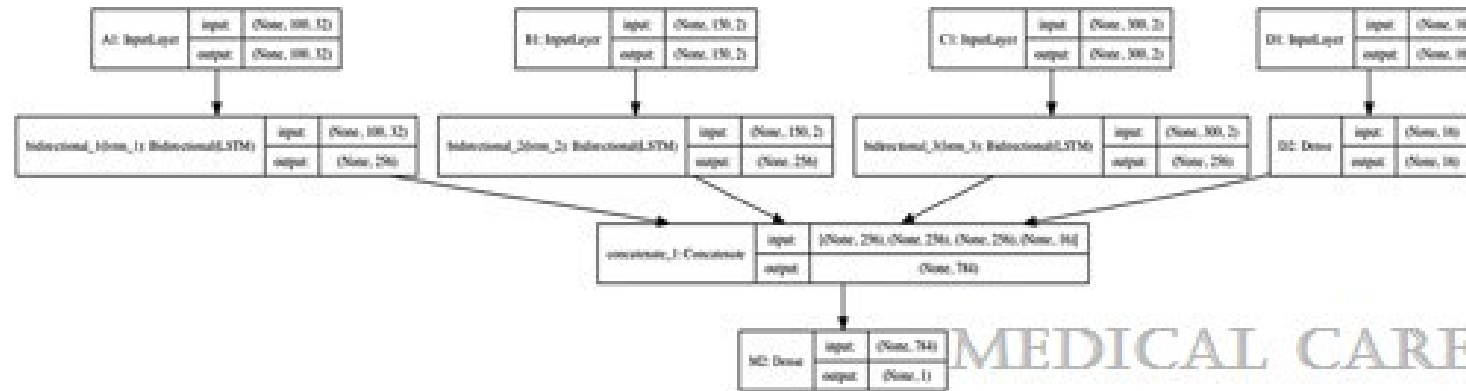 A1: InputLayer input: (None, 100, 32) output: (None, 100, 32)
B1: InputLayer input: (None, 150, 2) output: (None, 150, 2)
C1: InputLayer input: (None, 300, 2) output: (None, 300, 2)
D1: InputLayer input: (None, 16 output: (None, 16
bidirectional_1(lstm_1): Bidirectional(LSTM) input: (None, 100, 32) output: (None, 256)
bidirectional_2(lstm_2): Bidirectional(LSTM) input: (None, 150, 2) output: (None, 256)
bidirectional_3(lstm_3): Bidirectional(LSTM) input: (None, 300, 2) output: (None, 256)
D2: Dense input: (None, 16) output: (None, 16)
concatenate_1: Concatenate input: [(None, 256), (None, 256), (None, 256), (None, 16)] output: (None, 784)
M2: Dense input: (None, 784) output: (None, 1)
MEDICAL CARE